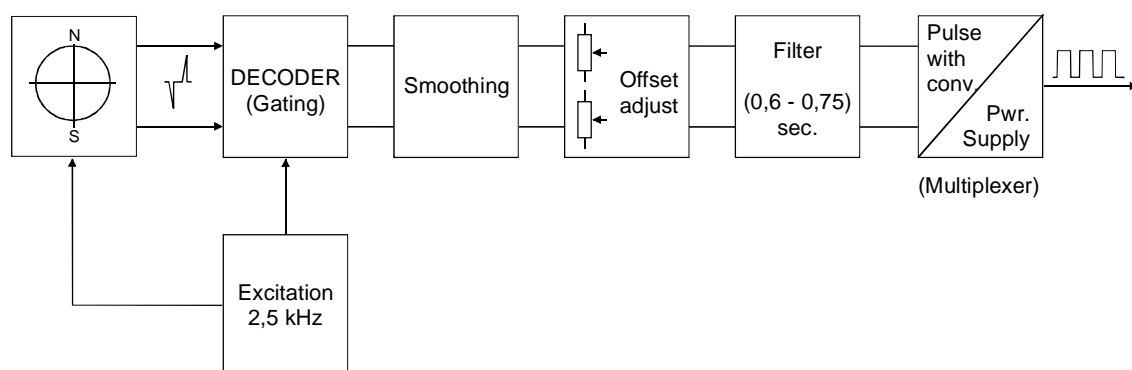 N
S
DECODER
(Gating)
Smoothing
Offset
adjust
Filter
(0,6 - 0,75)
sec.
Pulse
with
conv.
Pwr.
Supply
(Multiplexer)
Excitation
2,5 kHz